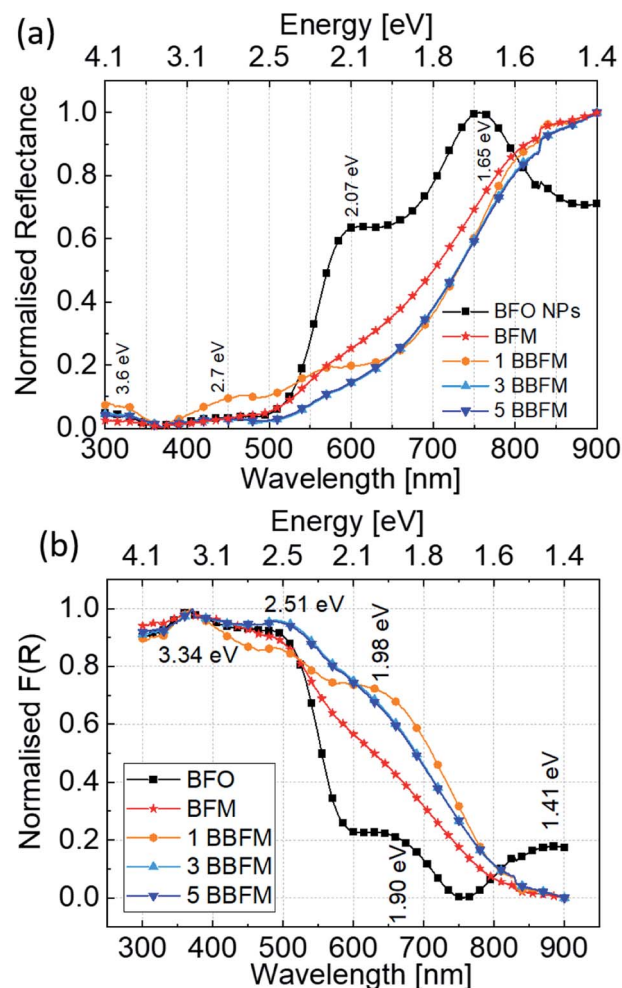 (a)
Energy [eV]
4.1 3.1 2.5 2.1 1.8 1.6 1.4
1.0
0.8
0.6
0.4
0.2
0.0
Normalised Reflectance
3.6 eV
2.7 eV
2.07 eV
1.65 eV
BFO NPs
BFM
1 BBFM
3 BBFM
5 BBFM
300 400 500 600 700 800 900
Wavelength [nm]
(b)
Energy [eV]
4.1 3.1 2.5 2.1 1.8 1.6 1.4
1.0
0.8
0.6
0.4
0.2
0.0
Normalised F(R)
3.34 eV
2.51 eV
1.98 eV
1.90 eV
1.41 eV
BFO
BFM
1 BBFM
3 BBFM
5 BBFM
300 400 500 600 700 800 900
Wavelength [nm]